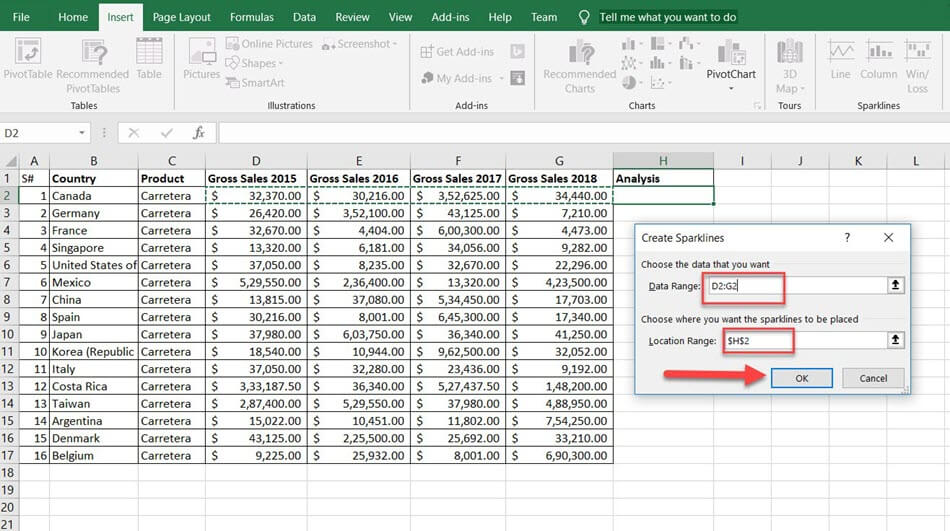 File Home Insert Page Layout Formulas Data Review View Add-ins Help Team Tell me what you want to do
PivotTable Recommended PivotTables Table
Tables
Pictures Online Pictures Shapes SmartArt Screenshot
Illustrations
Get Add-ins
My Add-ins
Add-ins
Recommended Charts PivotChart
Charts
3D Map
Tours
Line Column Win/ Loss
Sparklines
D2 fx
A B C D E F G H I J K L
1 S# Country Product Gross Sales 2015 Gross Sales 2016 Gross Sales 2017 Gross Sales 2018 Analysis
2 1 Canada Carretera $ 32,370.00 $ 30,216.00 $ 3,52,625.00 $ 34,440.00
3 2 Germany Carretera $ 26,420.00 $ 3,52,100.00 $ 43,125.00 $ 7,210.00
4 3 France Carretera $ 32,670.00 $ 4,404.00 $ 6,00,300.00 $ 4,473.00
5 4 Singapore Carretera $ 13,320.00 $ 6,181.00 $ 34,056.00 $ 9,282.00
6 5 United States of Carretera $ 37,050.00 $ 8,235.00 $ 32,670.00 $ 22,296.00
7 6 Mexico Carretera $ 5,29,550.00 $ 2,36,400.00 $ 13,320.00 $ 4,23,500.00
8 7 China Carretera $ 13,815.00 $ 37,080.00 $ 5,34,450.00 $ 17,703.00
9 8 Spain Carretera $ 30,216.00 $ 8,001.00 $ 6,45,300.00 $ 17,340.00
10 9 Japan Carretera $ 37,980.00 $ 6,03,750.00 $ 36,340.00 $ 41,250.00
11 10 Korea (Republic Carretera $ 18,540.00 $ 10,944.00 $ 9,62,500.00 $ 32,052.00
12 11 Italy Carretera $ 37,050.00 $ 32,280.00 $ 23,436.00 $ 9,192.00
13 12 Costa Rica Carretera $ 3,33,187.50 $ 36,340.00 $ 5,27,437.50 $ 1,48,200.00
14 13 Taiwan Carretera $ 2,87,400.00 $ 5,29,550.00 $ 37,980.00 $ 4,88,950.00
15 14 Argentina Carretera $ 15,022.00 $ 10,451.00 $ 11,802.00 $ 7,54,250.00
16 15 Denmark Carretera $ 43,125.00 $ 2,25,500.00 $ 25,692.00 $ 33,210.00
17 16 Belgium Carretera $ 9,225.00 $ 25,932.00 $ 8,001.00 $ 6,90,300.00
18
19
20
21
Create Sparklines ?
Choose the data that you want
Data Range: D2:G2
Choose where you want the sparklines to be placed
Location Range: $H$2
OK Cancel